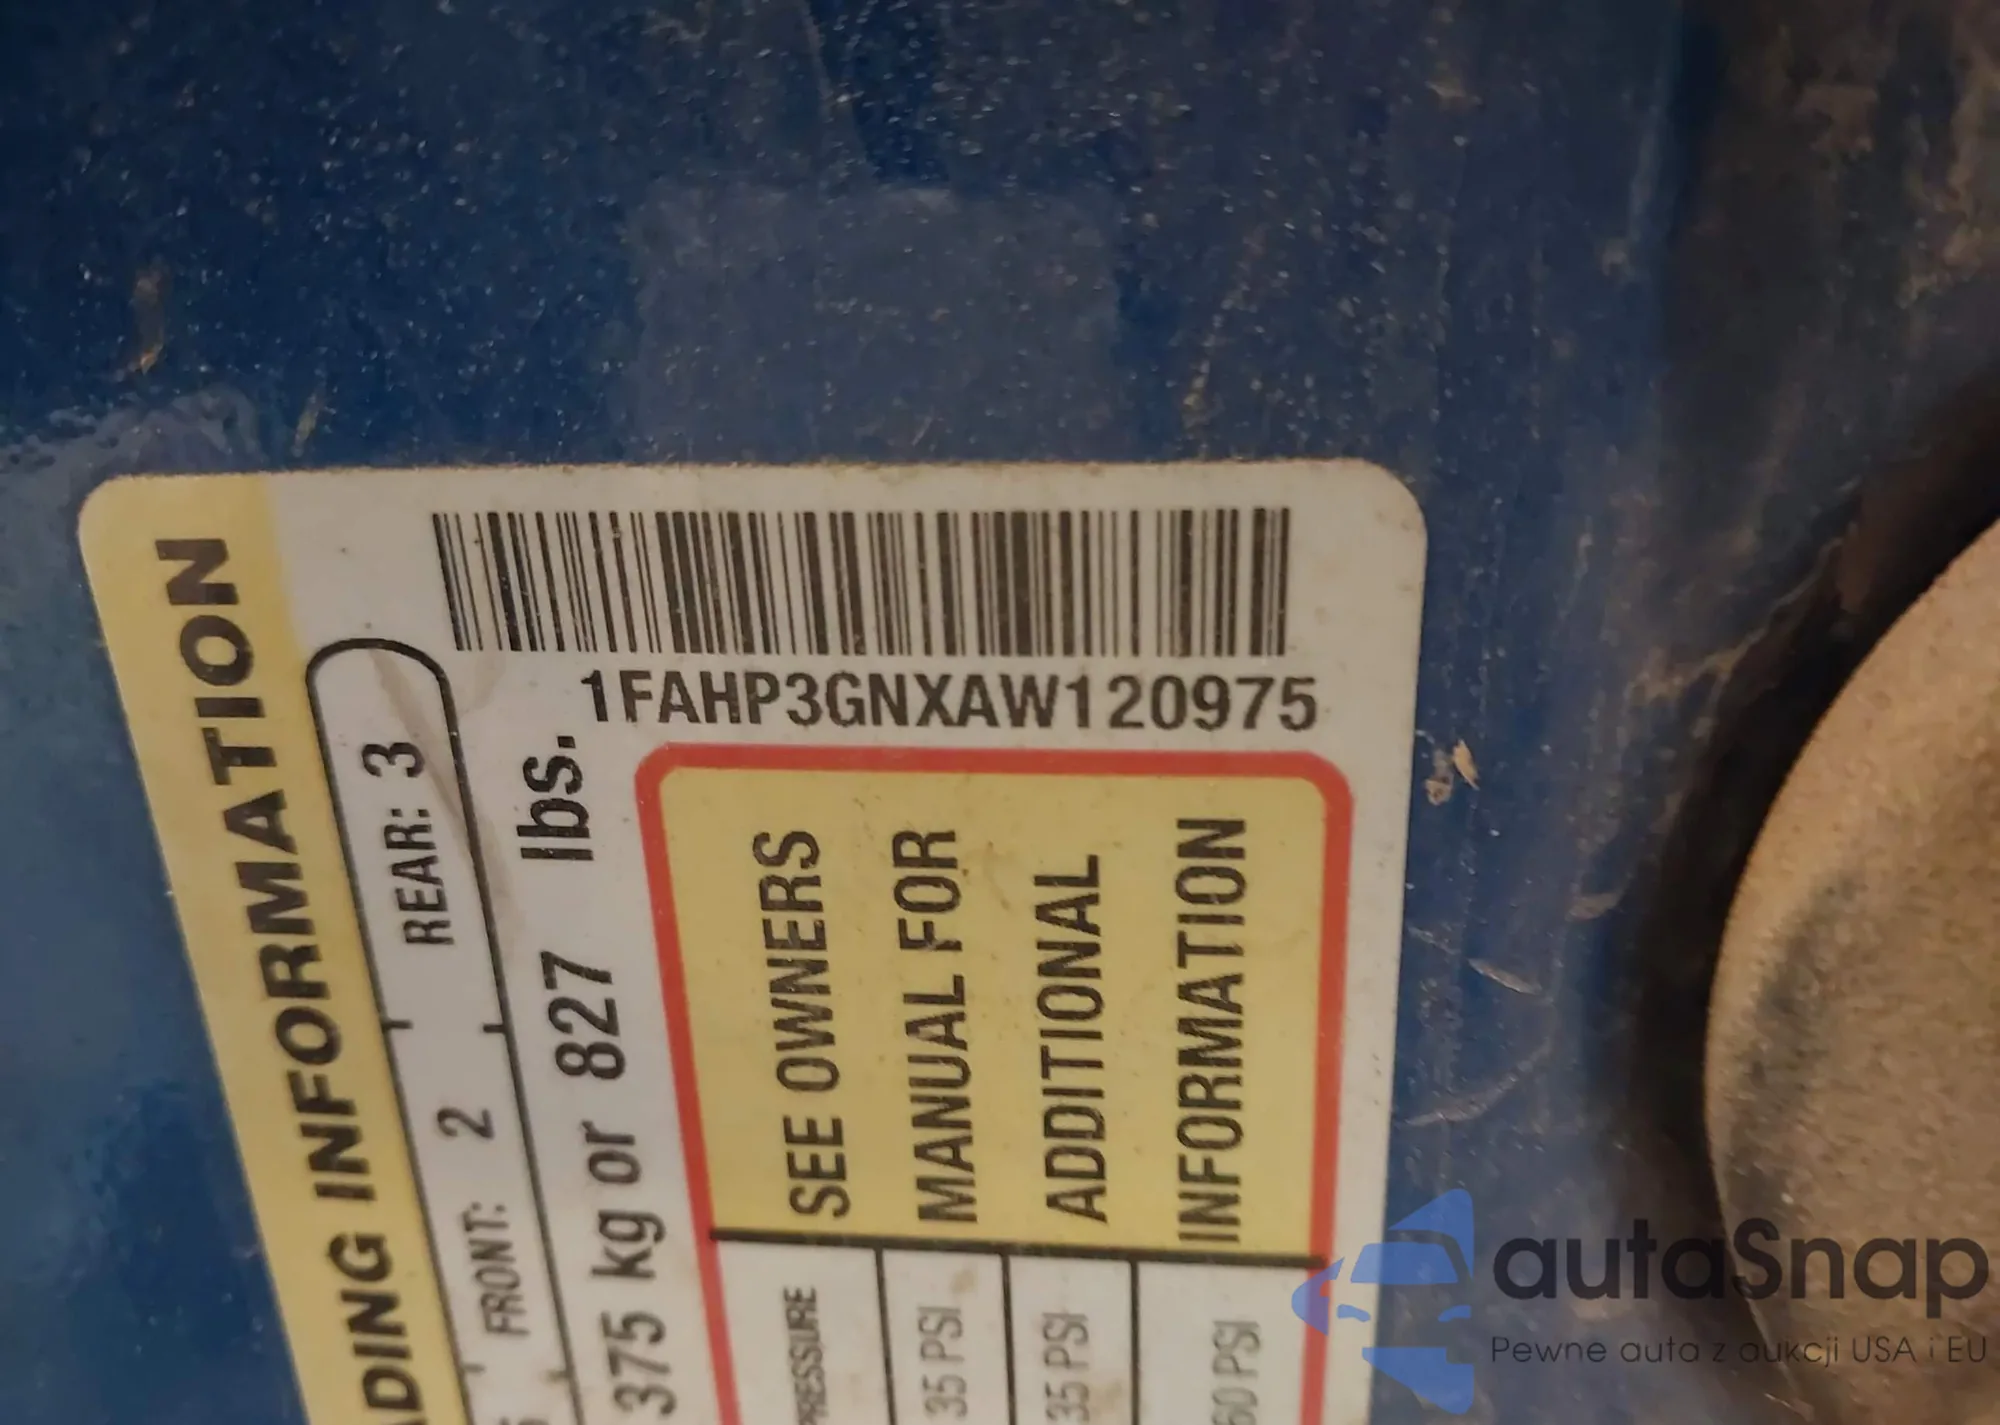 1FAHP3GNXAW120975
ADING INFORMATION
FRONT: 2 REAR: 3
375 kg or 827 lbs.
PRESSURE
35 PSI
35 PSI
60 PSI
SEE OWNERS
MANUAL FOR
ADDITIONAL
INFORMATION
autaSnap
Pewne auta z aukcji USA i EU